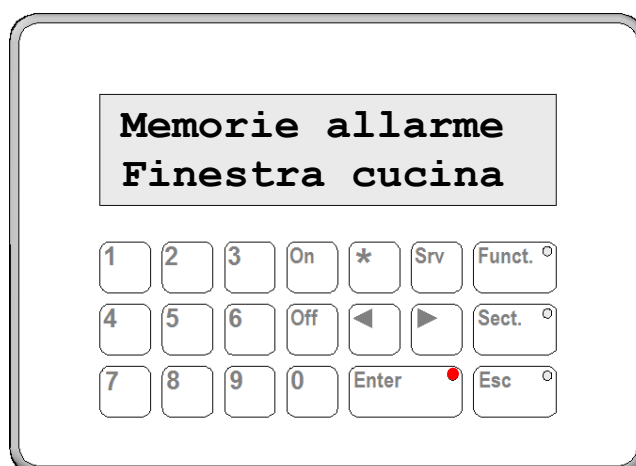 Memorie allarme
Finestra cucina
1 2 3 On * Srv Funct.
4 5 6 Off ◀ ▶ Sect.
7 8 9 0 Enter Esc